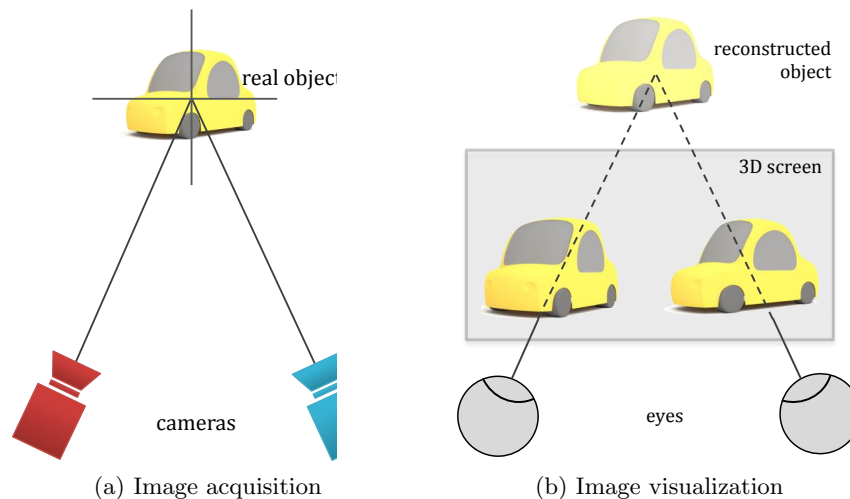 real object
cameras
(a) Image acquisition
reconstructed
object
3D screen
eyes
(b) Image visualization